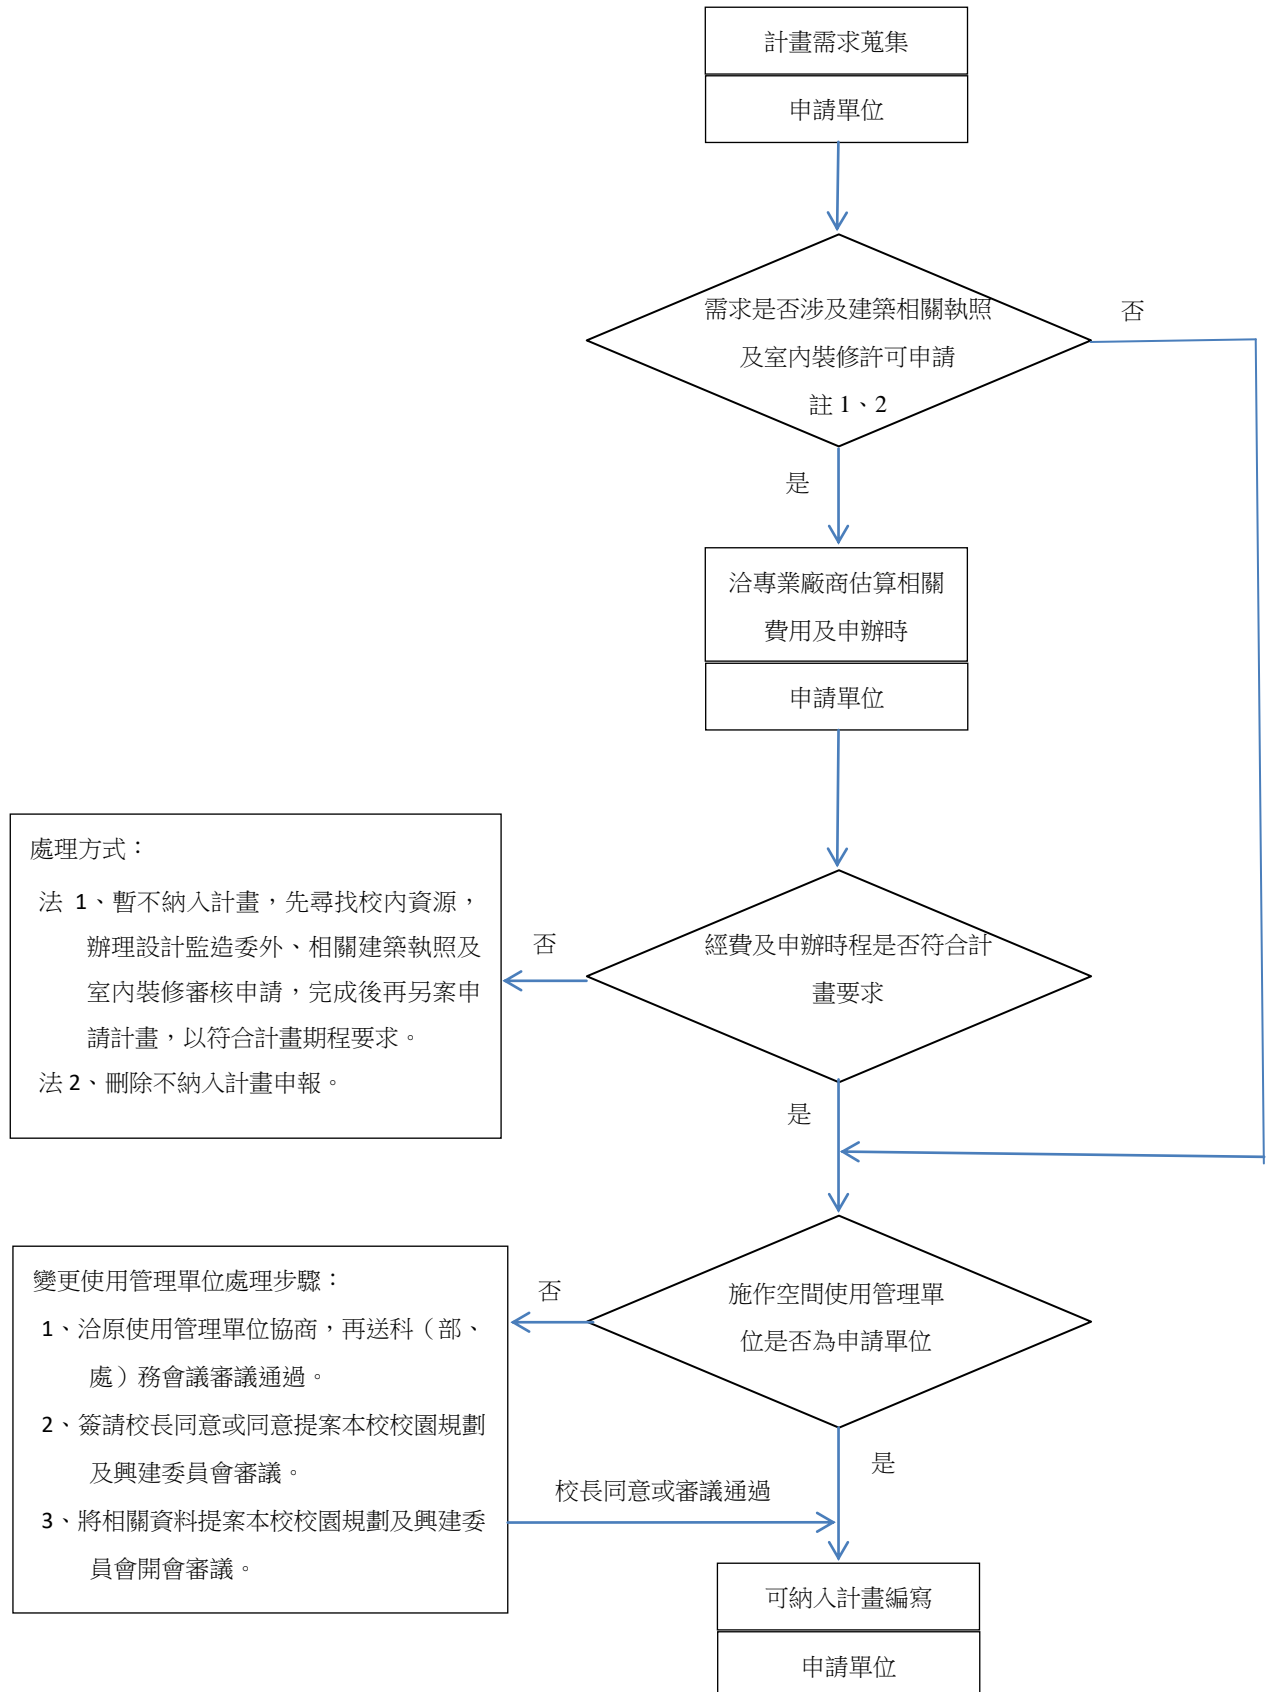 計畫需求蒐集
申請單位
需求是否涉及建築相關執照
及室內裝修許可申請
註 1、2
否
是
洽專業廠商估算相關
費用及申辦時
申請單位
處理方式：
法 1、暫不納入計畫，先尋找校內資源，
辦理設計監造委外、相關建築執照及
室內裝修審核申請，完成後再另案申
請計畫，以符合計畫期程要求。
法 2、刪除不納入計畫申報。
否
經費及申辦時程是否符合計
畫要求
是
變更使用管理單位處理步驟：
1、洽原使用管理單位協商，再送科（部、
處）務會議審議通過。
2、簽請校長同意或同意提案本校校園規劃
及興建委員會審議。
3、將相關資料提案本校校園規劃及興建委
員會開會審議。
否
施作空間使用管理單
位是否為申請單位
是
校長同意或審議通過
可納入計畫編寫
申請單位